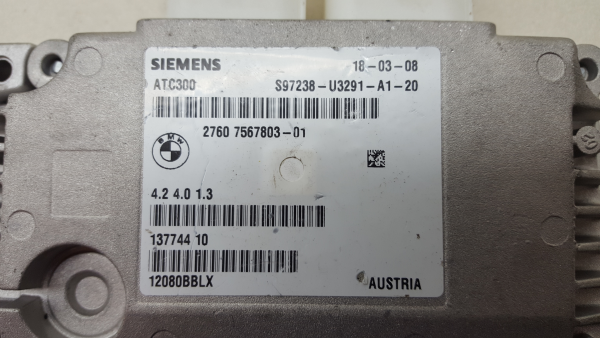 SIEMENS 18-03-08
ATC300 S97238-U3291-A1-20
2760 7567803-01
BMW
4.2 4.0 1.3
137744 10
12080BBLX AUSTRIA